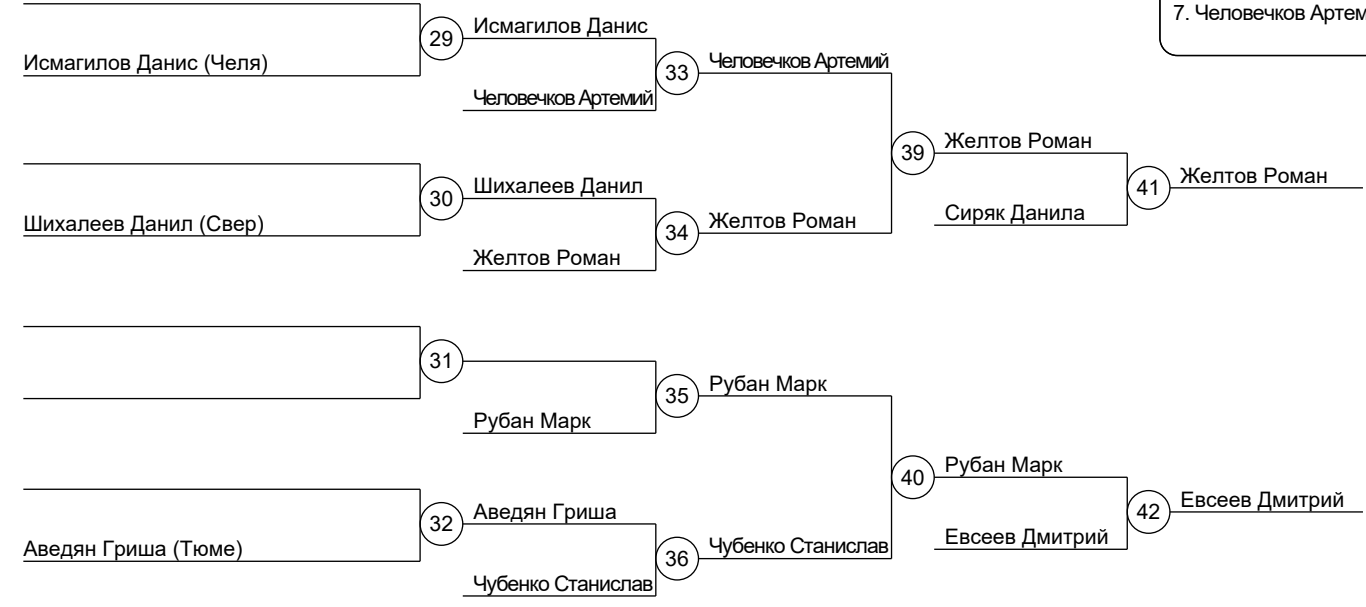 7. Человечков Артем
29
Исмагилов Данис
Исмагилов Данис (Челя)
33
Человечков Артемий
Человечков Артемий
39
Желтов Роман
30
Шихалеев Данил
Шихалеев Данил (Свер)
34
Желтов Роман
Желтов Роман
Сиряк Данила
41
Желтов Роман
31
35
Рубан Марк
Рубан Марк
40
Рубан Марк
32
Аведян Гриша
Аведян Гриша (Тюме)
36
Чубенко Станислав
Чубенко Станислав
Евсеев Дмитрий
42
Евсеев Дмитрий